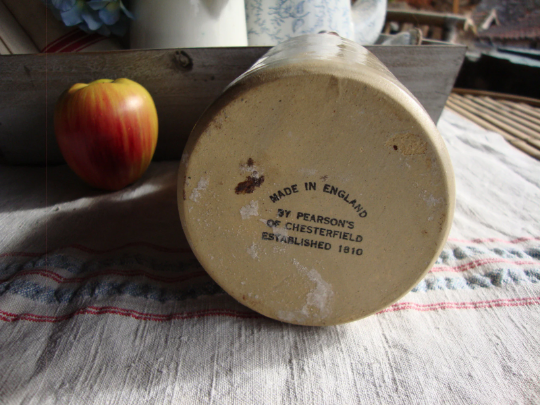 MADE IN ENGLAND
BY PEARSON'S
OF CHESTERFIELD
ESTABLISHED 1810